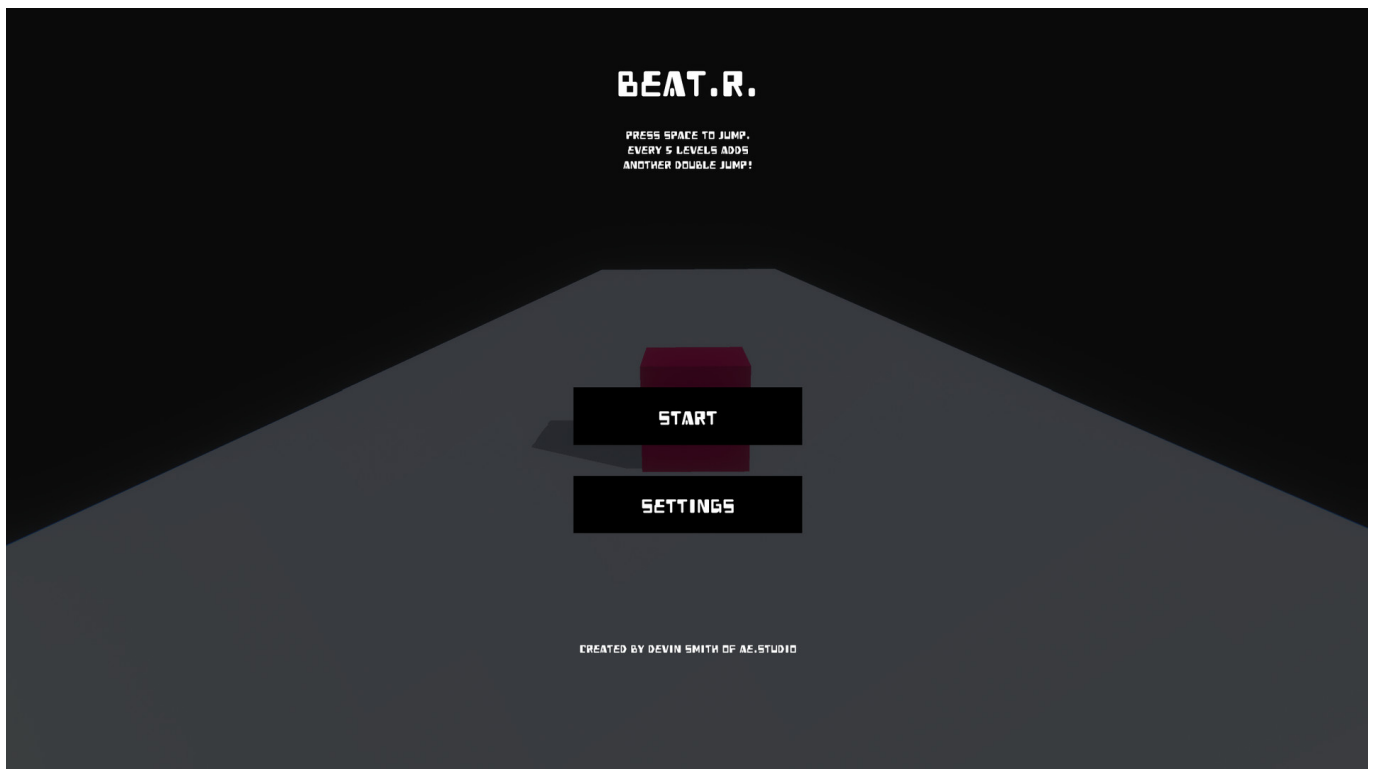 BEAT.R.
PRESS SPACE TO JUMP.
EVERY 5 LEVELS ADDS
ANOTHER DOUBLE JUMP!
START
SETTINGS
CREATED BY DEVIN SMITH OF AE.STUDIO